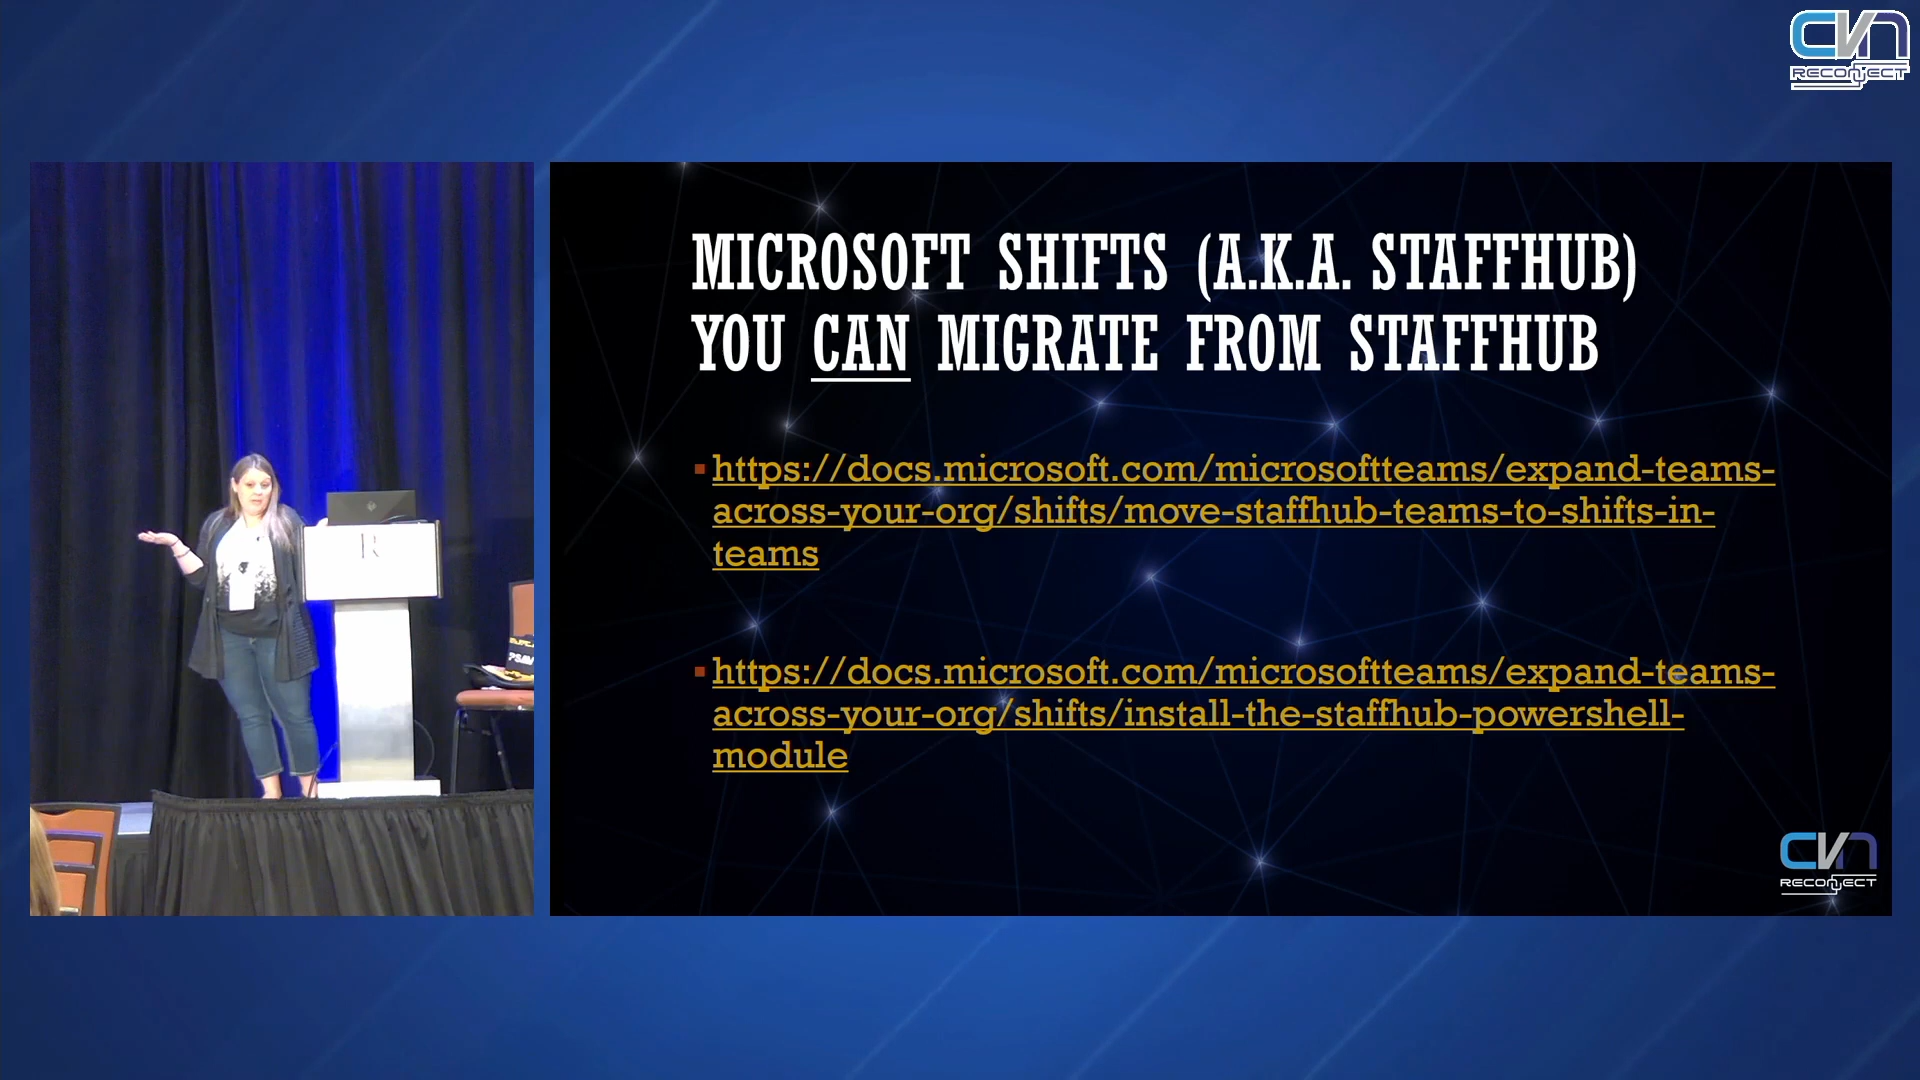 CVN
RECONNECT
MICROSOFT SHIFTS (A.K.A. STAFFHUB)
YOU CAN MIGRATE FROM STAFFHUB
https://docs.microsoft.com/microsoftteams/expand-teams-
across-your-org/shifts/move-staffhub-teams-to-shifts-in-
teams
https://docs.microsoft.com/microsoftteams/expand-teams-
across-your-org/shifts/install-the-staffhub-powershell-
module
R
CVN
RECONNECT